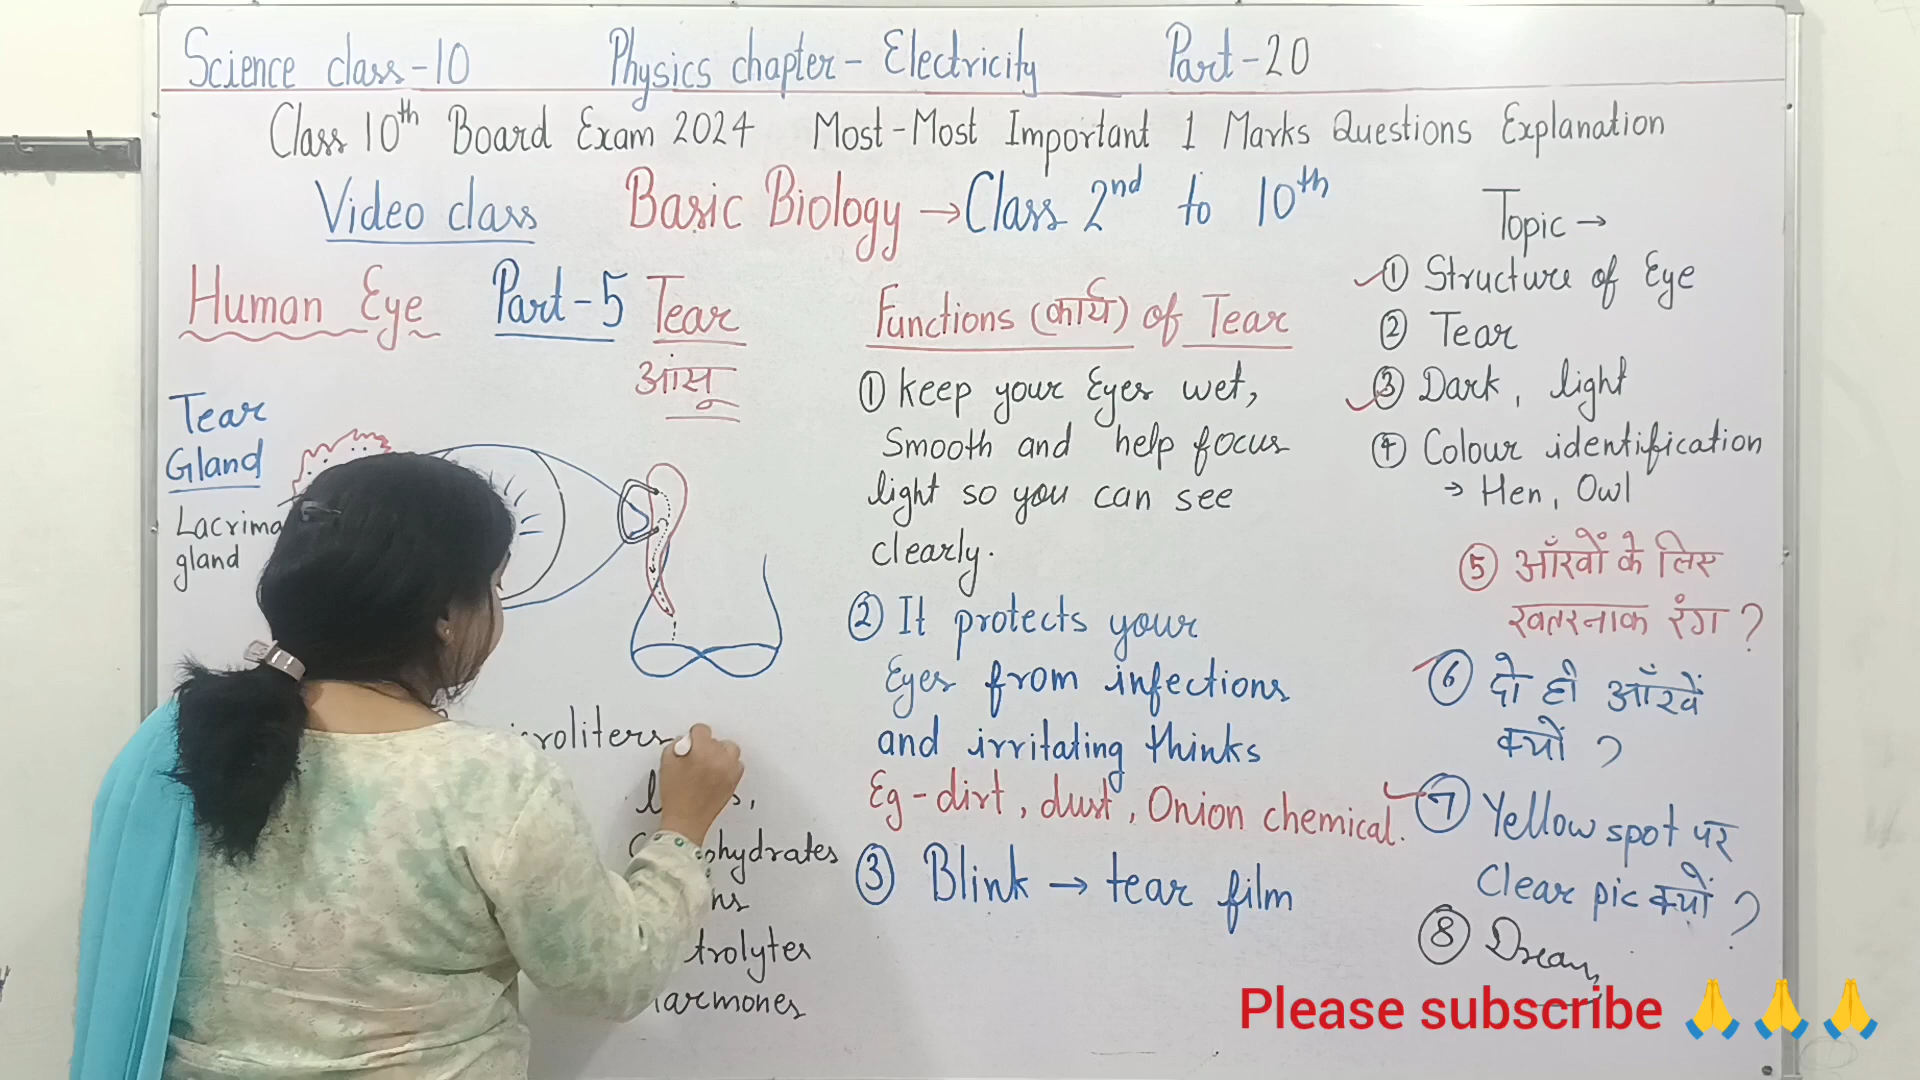 Science class-10 Physics chapter- Electricity Part-20
Class 10th Board Exam 2024 Most-Most Important 1 Marks Questions Explanation
Video class Basic Biology → Class 2nd to 10th
Human Eye Part-5 Tear
आंसू
Tear
Gland
Lacrima
gland
roliters
Functions (कार्य) of Tear
① Keep your Eyes wet,
Smooth and help focus
light so you can see
clearly.
② It protects your
Eyes from infections
and irritating thinks
Eg - dirt, dust, Onion chemical.
③ Blink → tear film
hydrates
ns
trolytes
harmones
Topic →
① Structure of Eye
② Tear
③ Dark, light
④ Colour identification
→ Hen, Owl
⑤ आँखों के लिए
खतरनाक रंग ?
⑥ दो ही आँखें
क्यों ?
⑦ Yellow spot पर
Clear pic क्यों ?
⑧ Dream
Please subscribe 🙏 🙏 🙏